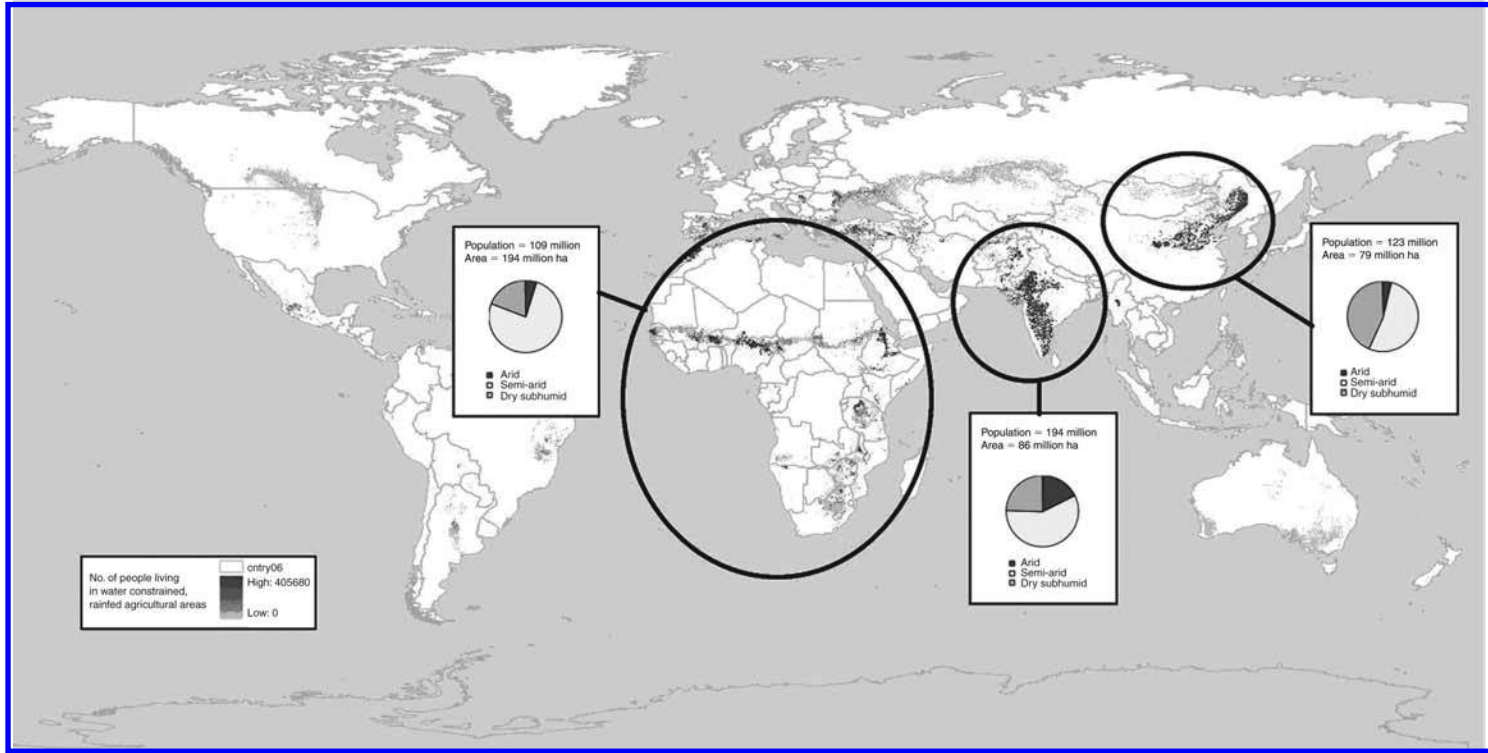 Population = 109 million
Area = 194 million ha
Arid
Semi-arid
Dry subhumid
Population = 194 million
Area = 86 million ha
Arid
Semi-arid
Dry subhumid
Population = 123 million
Area = 79 million ha
Arid
Semi-arid
Dry subhumid
No. of people living
in water constrained,
rainfed agricultural areas
cntry06
High: 405680
Low: 0